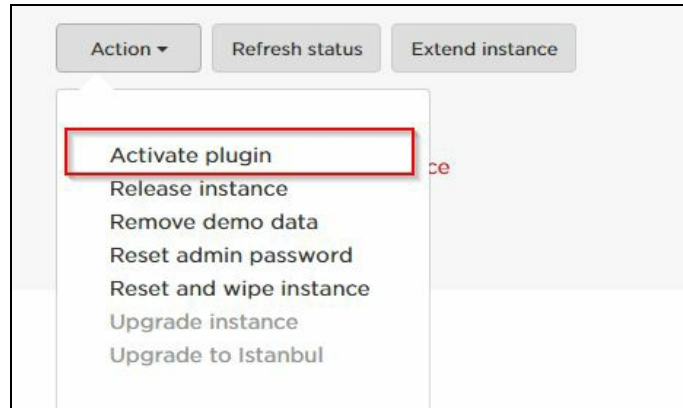 Action Refresh status Extend instance
Activate plugin
ce
Release instance
Remove demo data
Reset admin password
Reset and wipe instance
Upgrade instance
Upgrade to Istanbul